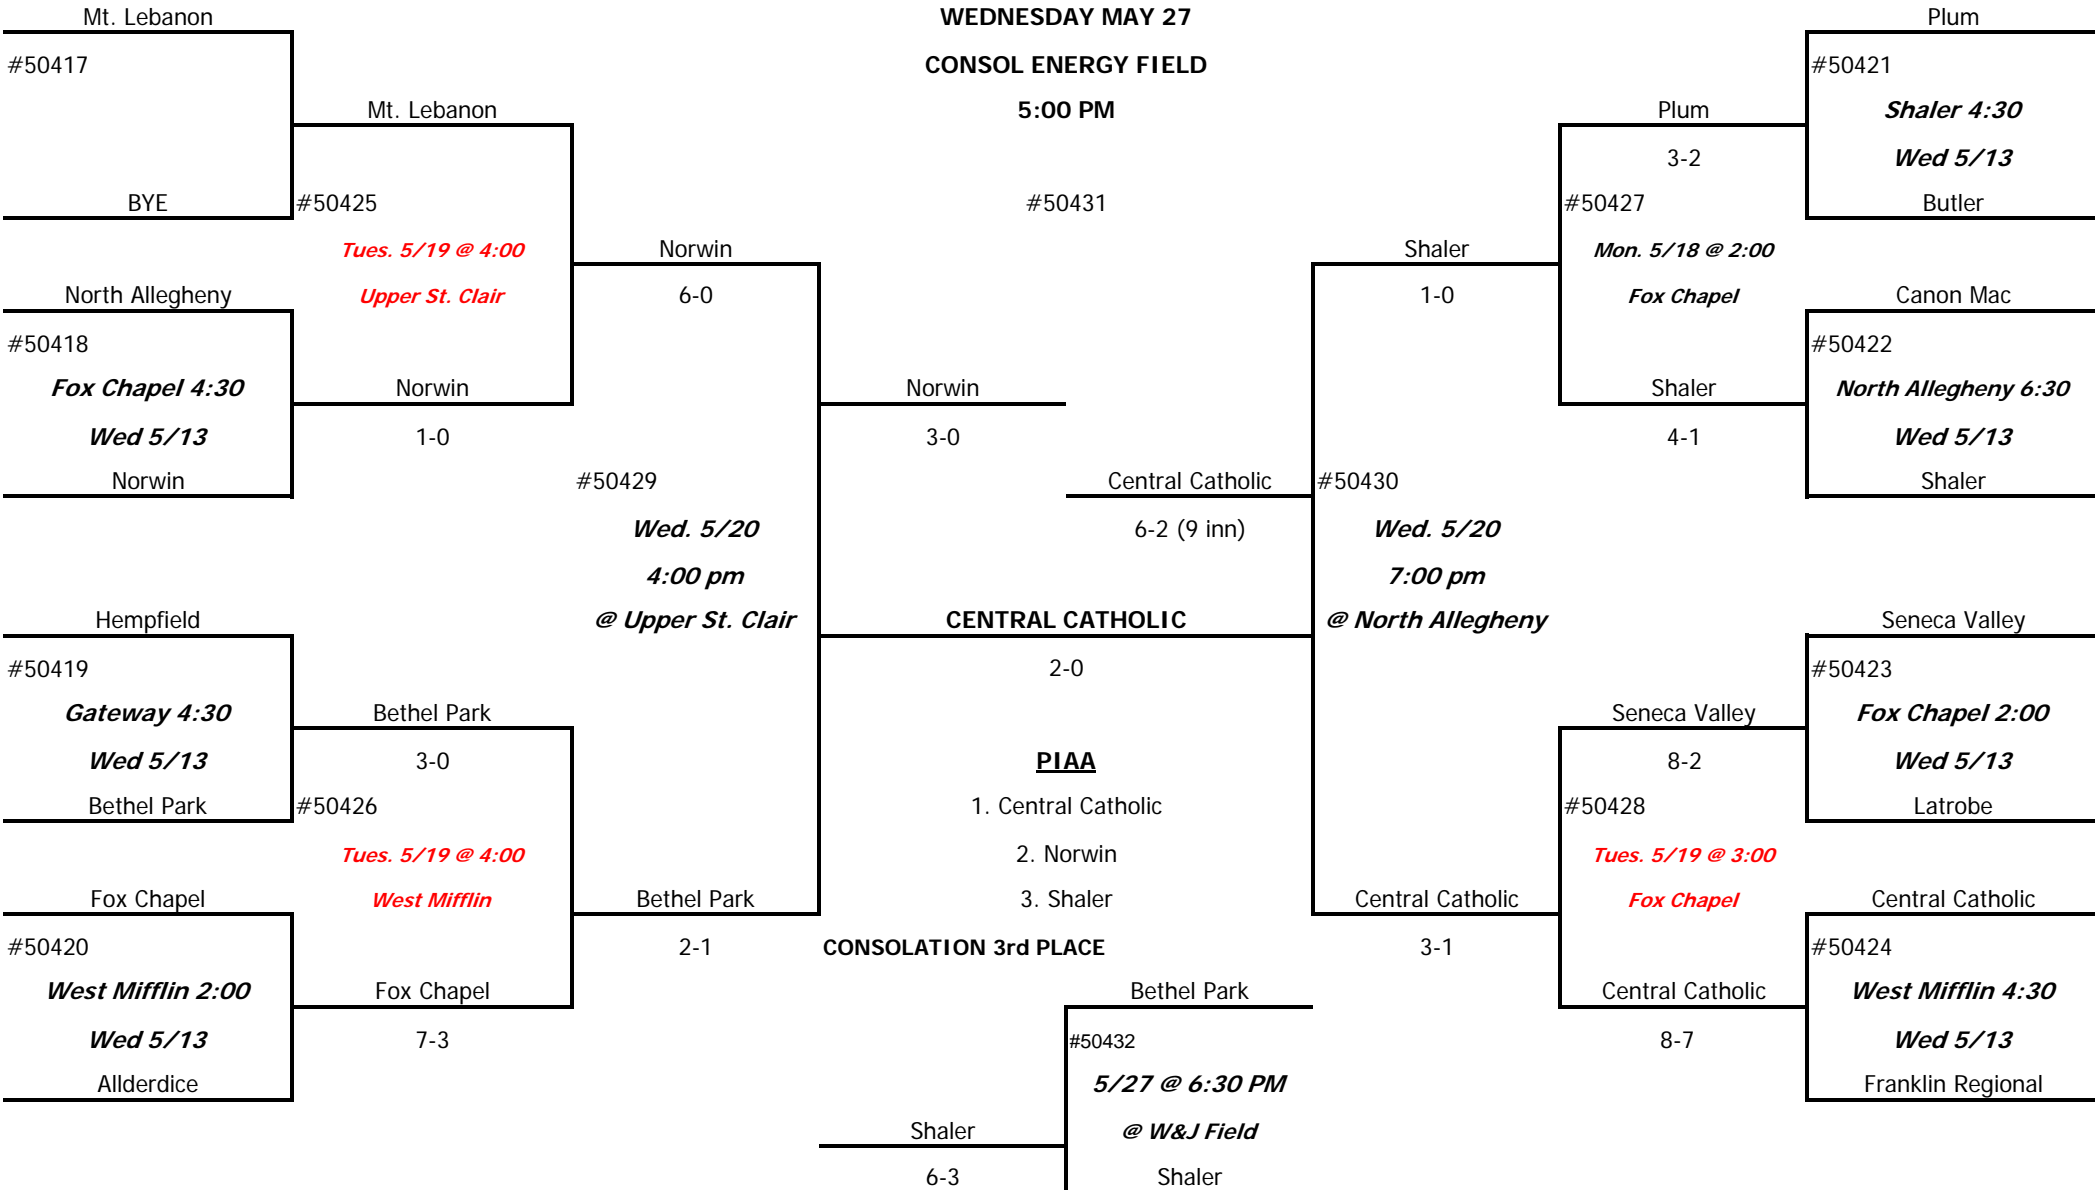 Mt. Lebanon
WEDNESDAY MAY 27
Plum
#50417
CONSOL ENERGY FIELD
#50421
Mt. Lebanon
5:00 PM
Plum
Shaler 4:30
3-2
Wed 5/13
BYE
#50425
#50431
#50427
Butler
Tues. 5/19 @ 4:00
Norwin
Shaler
Mon. 5/18 @ 2:00
North Allegheny
Upper St. Clair
6-0
1-0
Fox Chapel
Canon Mac
#50418
#50422
Fox Chapel 4:30
Norwin
Norwin
Shaler
North Allegheny 6:30
Wed 5/13
1-0
3-0
4-1
Wed 5/13
Norwin
#50429
Central Catholic
#50430
Shaler
Wed. 5/20
6-2 (9 inn)
Wed. 5/20
4:00 pm
7:00 pm
Hempfield
@ Upper St. Clair
CENTRAL CATHOLIC
@ North Allegheny
Seneca Valley
#50419
2-0
#50423
Gateway 4:30
Bethel Park
Seneca Valley
Fox Chapel 2:00
Wed 5/13
3-0
PIAA
8-2
Wed 5/13
Bethel Park
#50426
1. Central Catholic
#50428
Latrobe
Tues. 5/19 @ 4:00
2. Norwin
Tues. 5/19 @ 3:00
Fox Chapel
West Mifflin
Bethel Park
3. Shaler
Central Catholic
Fox Chapel
Central Catholic
#50420
2-1
CONSOLATION 3rd PLACE
3-1
#50424
West Mifflin 2:00
Fox Chapel
Bethel Park
Central Catholic
West Mifflin 4:30
Wed 5/13
7-3
#50432
8-7
Wed 5/13
Allderdice
5/27 @ 6:30 PM
Franklin Regional
Shaler
@ W&J Field
6-3
Shaler